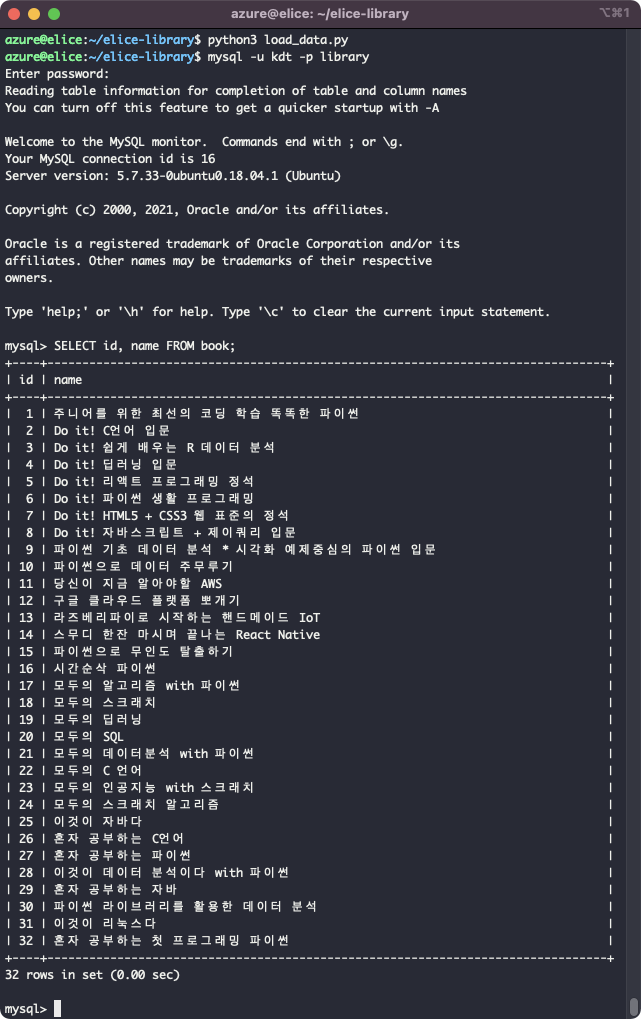 azure@elice: ~/elice-library ⌥⌘1
azure@elice:~/elice-library$ python3 load_data.py
azure@elice:~/elice-library$ mysql -u kdt -p library
Enter password:
Reading table information for completion of table and column names
You can turn off this feature to get a quicker startup with -A

Welcome to the MySQL monitor.  Commands end with ; or \g.
Your MySQL connection id is 16
Server version: 5.7.33-0ubuntu0.18.04.1 (Ubuntu)

Copyright (c) 2000, 2021, Oracle and/or its affiliates.

Oracle is a registered trademark of Oracle Corporation and/or its
affiliates. Other names may be trademarks of their respective
owners.

Type 'help;' or '\h' for help. Type '\c' to clear the current input statement.

mysql> SELECT id, name FROM book;
+----+--------------------------------------------------------------------------------+
| id | name |
+----+--------------------------------------------------------------------------------+
| 1 | 주니어를 위한 최선의 코딩 학습 똑똑한 파이썬 |
| 2 | Do it! C언어 입문 |
| 3 | Do it! 쉽게 배우는 R 데이터 분석 |
| 4 | Do it! 딥러닝 입문 |
| 5 | Do it! 리액트 프로그래밍 정석 |
| 6 | Do it! 파이썬 생활 프로그래밍 |
| 7 | Do it! HTML5 + CSS3 웹 표준의 정석 |
| 8 | Do it! 자바스크립트 + 제이쿼리 입문 |
| 9 | 파이썬 기초 데이터 분석 * 시각화 예제중심의 파이썬 입문 |
| 10 | 파이썬으로 데이터 주무루기 |
| 11 | 당신이 지금 알아야할 AWS |
| 12 | 구글 클라우드 플랫폼 뽀개기 |
| 13 | 라즈베리파이로 시작하는 핸드메이드 IoT |
| 14 | 스무디 한잔 마시며 끝나는 React Native |
| 15 | 파이썬으로 무인도 탈출하기 |
| 16 | 시간순삭 파이썬 |
| 17 | 모두의 알고리즘 with 파이썬 |
| 18 | 모두의 스크래치 |
| 19 | 모두의 딥러닝 |
| 20 | 모두의 SQL |
| 21 | 모두의 데이터분석 with 파이썬 |
| 22 | 모두의 C 언어 |
| 23 | 모두의 인공지능 with 스크래치 |
| 24 | 모두의 스크래치 알고리즘 |
| 25 | 이것이 자바다 |
| 26 | 혼자 공부하는 C언어 |
| 27 | 혼자 공부하는 파이썬 |
| 28 | 이것이 데이터 분석이다 with 파이썬 |
| 29 | 혼자 공부하는 자바 |
| 30 | 파이썬 라이브러리를 활용한 데이터 분석 |
| 31 | 이것이 리눅스다 |
| 32 | 혼자 공부하는 첫 프로그래밍 파이썬 |
+----+--------------------------------------------------------------------------------+
32 rows in set (0.00 sec)

mysql>